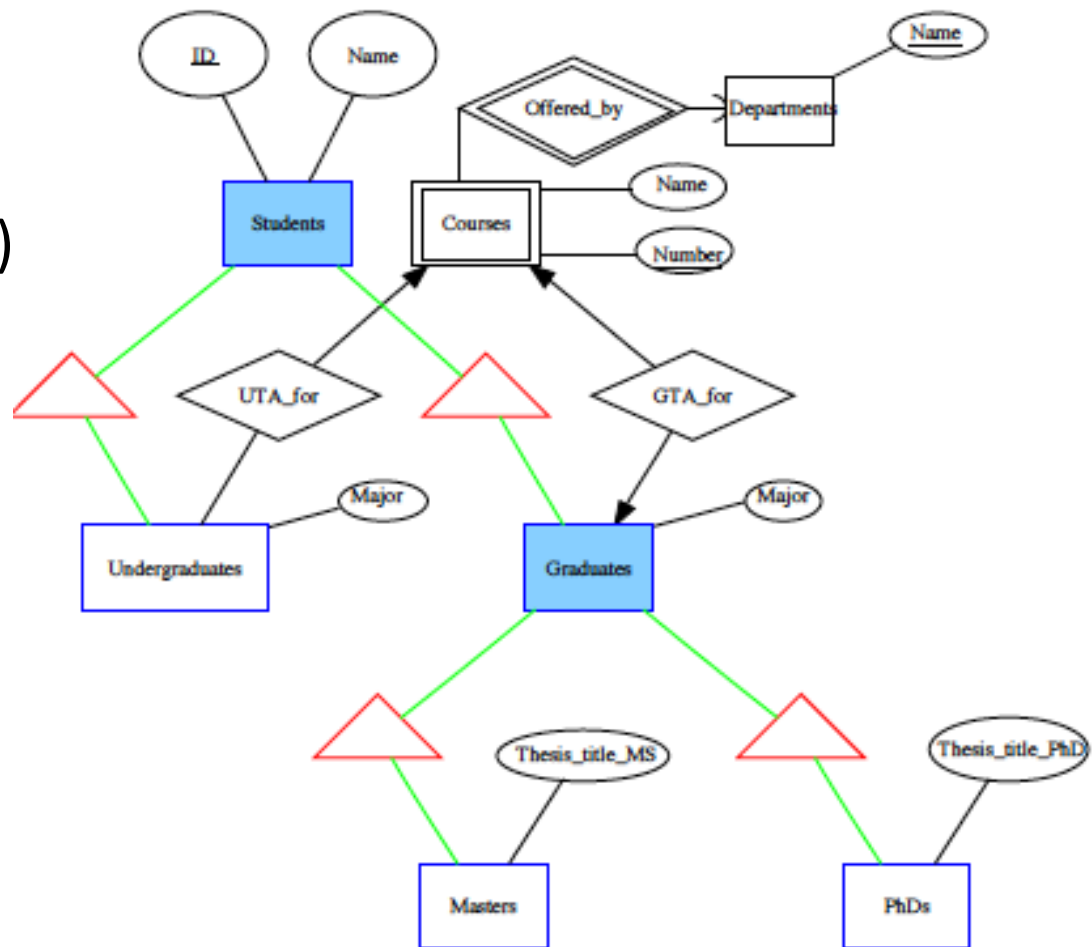 ID
Name
Name
Offered_by
Departments
Name
Students
Courses
)
Number
UTA_for
GTA_for
Major
Major
Undergraduates
Graduates
Thesis_title_MS
Thesis_title_PhD
Masters
PhDs